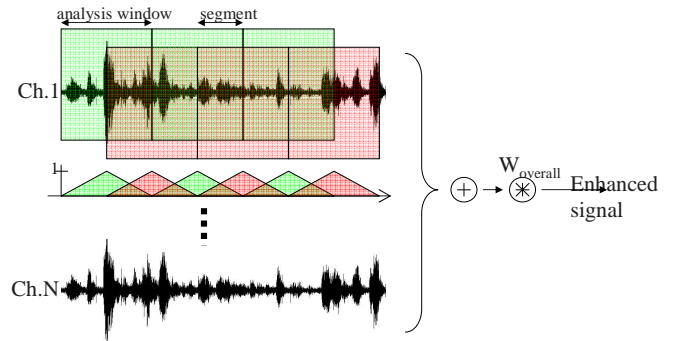 analysis window
segment
Ch.1
1
W overall
Enhanced
signal
Ch.N